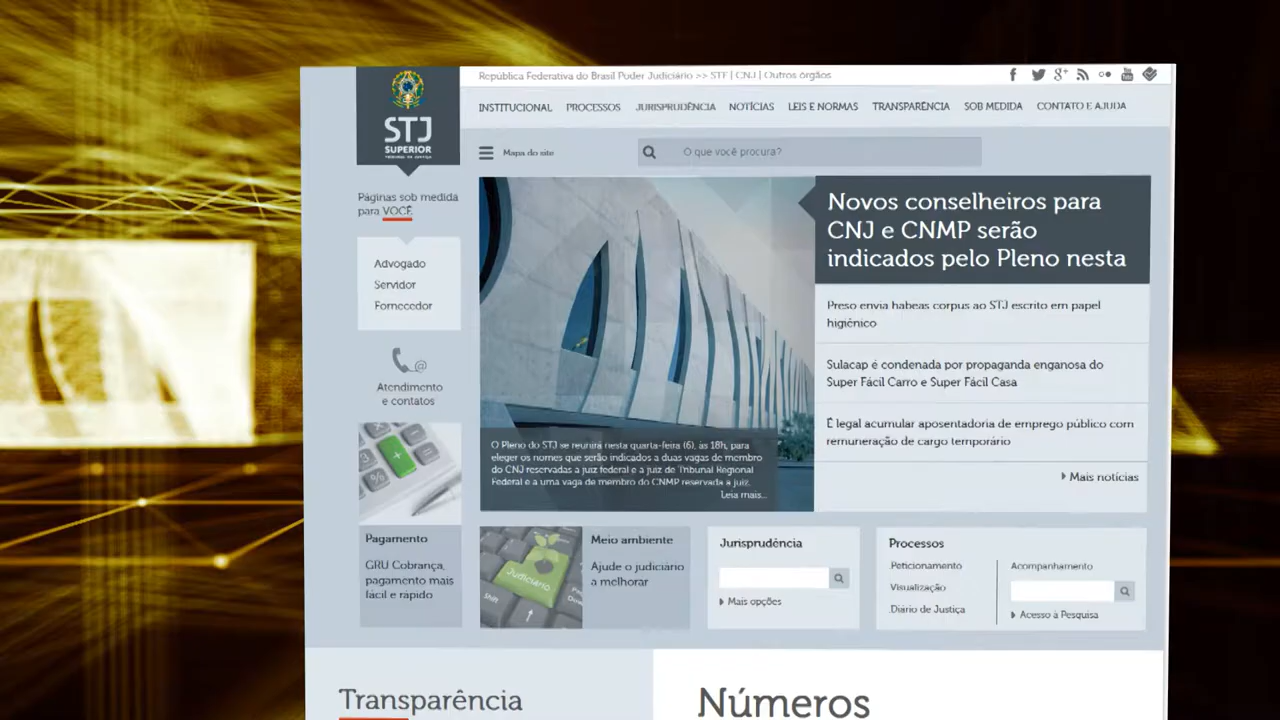 República Federativa do Brasil Poder Judiciário >> STF | CNJ | Outros órgãos
STJ
SUPERIOR
TRIBUNAL DA JUSTIÇA
INSTITUCIONAL PROCESSOS JURISPRUDÊNCIA NOTÍCIAS LEIS E NORMAS TRANSPARÊNCIA SOB MEDIDA CONTATO E AJUDA
Mapa do site
O que você procura?
Páginas sob medida
para VOCÊ
Advogado
Servidor
Fornecedor
Atendimento
e contatos
Pagamento
GRU Cobrança,
pagamento mais
fácil e rápido
O Pleno do STJ se reunirá nesta quarta-feira (6), às 18h, para
eleger os nomes que serão indicados a duas vagas de membro
do CNJ reservadas a juiz federal e a juiz de Tribunal Regional
Federal e a uma vaga de membro do CNMP reservada a juiz.
Leia mais...
Novos conselheiros para
CNJ e CNMP serão
indicados pelo Pleno nesta
Preso envia habeas corpus ao STJ escrito em papel
higiênico
Sulacap é condenada por propaganda enganosa do
Super Fácil Carro e Super Fácil Casa
É legal acumular aposentadoria de emprego público com
remuneração de cargo temporário
Mais notícias
Judiciário
Shift
Meio ambiente
Ajude o judiciário
a melhorar
Jurisprudência
Mais opções
Processos
Peticionamento
Visualização
Diário de Justiça
Acompanhamento
Acesso à Pesquisa
Transparência
Números